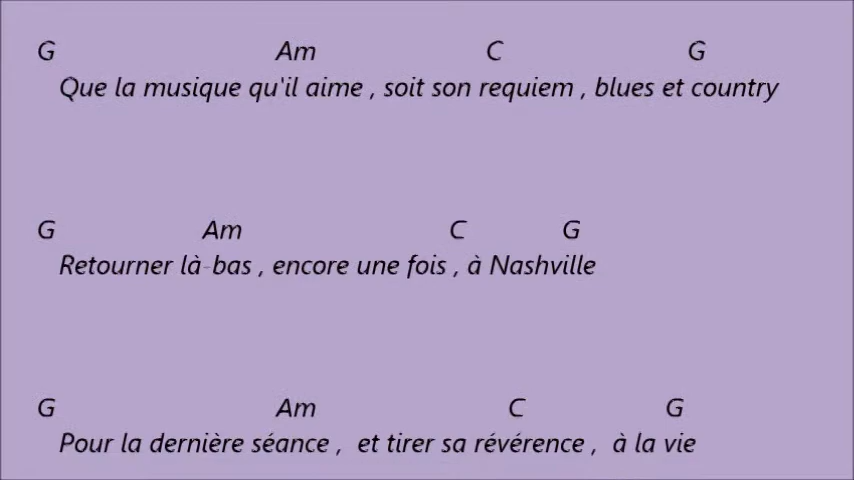 G Am C G
Que la musique qu'il aime , soit son requiem , blues et country
G Am C G
Retourner là-bas , encore une fois , à Nashville
G Am C G
Pour la dernière séance , et tirer sa révérence , à la vie